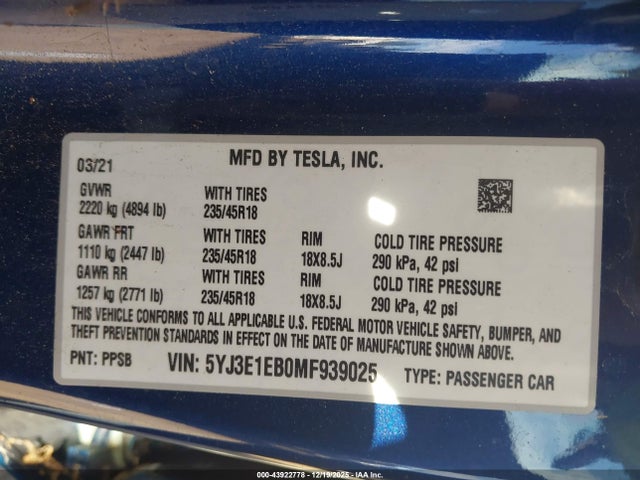 MFD BY TESLA, INC.
03/21
GVWR WITH TIRES
2220 kg (4894 lb) 235/45R18
GAWR FRT WITH TIRES RIM COLD TIRE PRESSURE
1110 kg (2447 lb) 235/45R18 18X8.5J 290 kPa, 42 psi
GAWR RR WITH TIRES RIM COLD TIRE PRESSURE
1257 kg (2771 lb) 235/45R18 18X8.5J 290 kPa, 42 psi
THIS VEHICLE CONFORMS TO ALL APPLICABLE U.S. FEDERAL MOTOR VEHICLE SAFETY, BUMPER, AND
THEFT PREVENTION STANDARDS IN EFFECT ON THE DATE OF MANUFACTURE SHOWN ABOVE.
PNT: PPSB VIN: 5YJ3E1EB0MF939025 TYPE: PASSENGER CAR
000-43922778 - 12/19/2025 - IAA Inc.